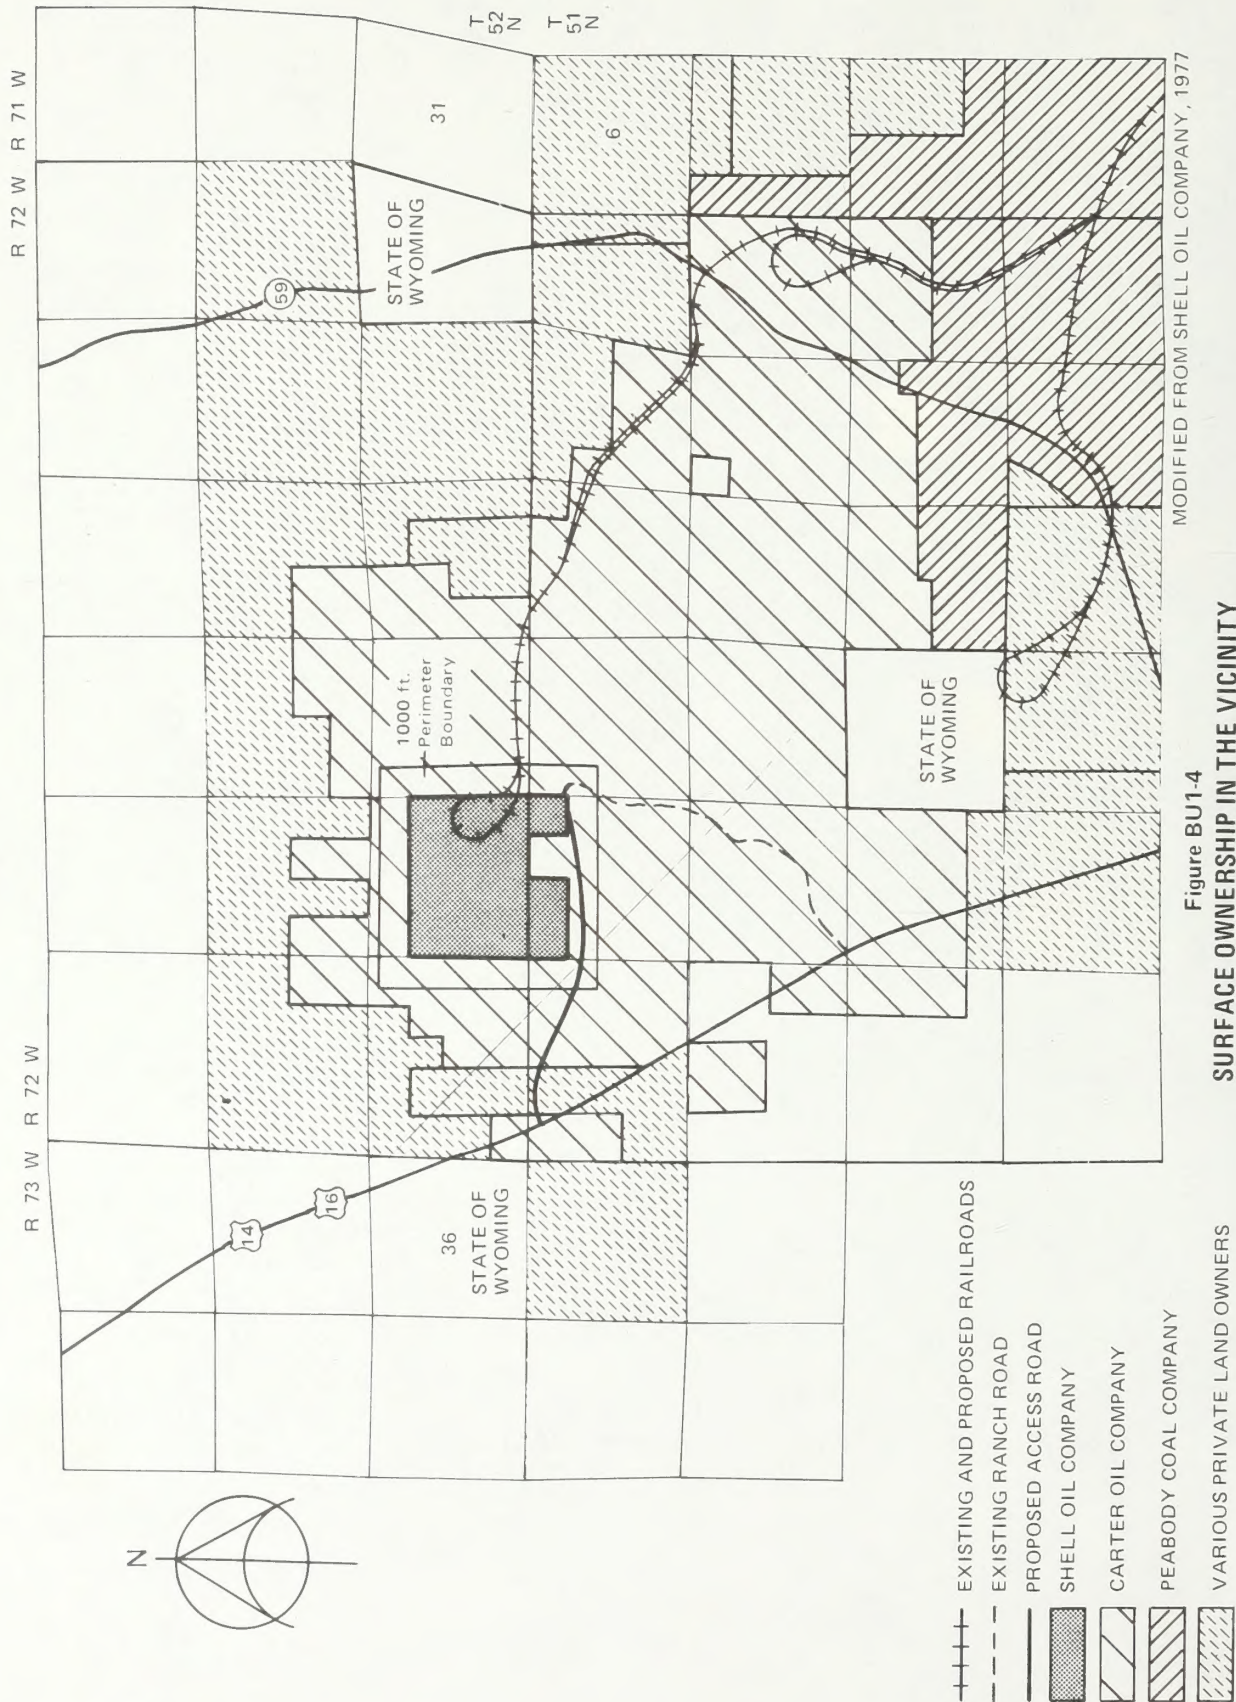 R 73 W R 72 W
R 72 W R 71 W
T
52
N
T
51
N
14
16
59
31
6
36
STATE OF
WYOMING
STATE OF
WYOMING
1000 ft.
Perimeter
Boundary
STATE OF
WYOMING
N
EXISTING AND PROPOSED RAILROADS
EXISTING RANCH ROAD
PROPOSED ACCESS ROAD
SHELL OIL COMPANY
CARTER OIL COMPANY
PEABODY COAL COMPANY
VARIOUS PRIVATE LAND OWNERS
MODIFIED FROM SHELL OIL COMPANY, 1977
Figure BU1-4
SURFACE OWNERSHIP IN THE VICINITY